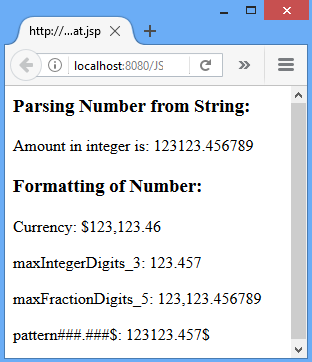 http://...at.jsp
localhost:8080/JS
Parsing Number from String:
Amount in integer is: 123123.456789
Formatting of Number:
Currency: $123,123.46
maxIntegerDigits_3: 123.457
maxFractionDigits_5: 123,123.456789
pattern###.###$: 123123.457$